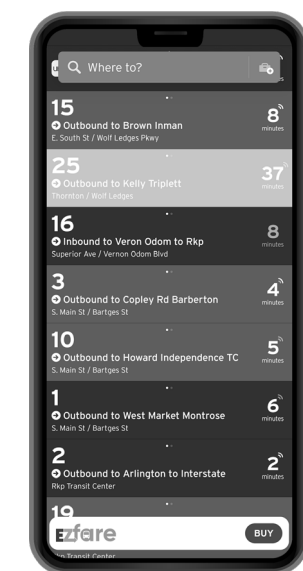 Where to?
15
Outbound to Brown Inman
E. South St / Wolf Ledges Pkwy
8
minutes
25
Outbound to Kelly Triplett
Thornton / Wolf Ledges
37
minutes
16
Inbound to Veron Odom to Rkp
Superior Ave / Vernon Odom Blvd
8
minutes
3
Outbound to Copley Rd Barberton
S. Main St / Bartges St
4
minutes
10
Outbound to Howard Independence TC
S. Main St / Bartges St
5
minutes
1
Outbound to West Market Montrose
S. Main St / Bartges St
6
minutes
2
Outbound to Arlington to Interstate
Rkp Transit Center
2
minutes
19
EZfare
BUY
Rkp Transit Center